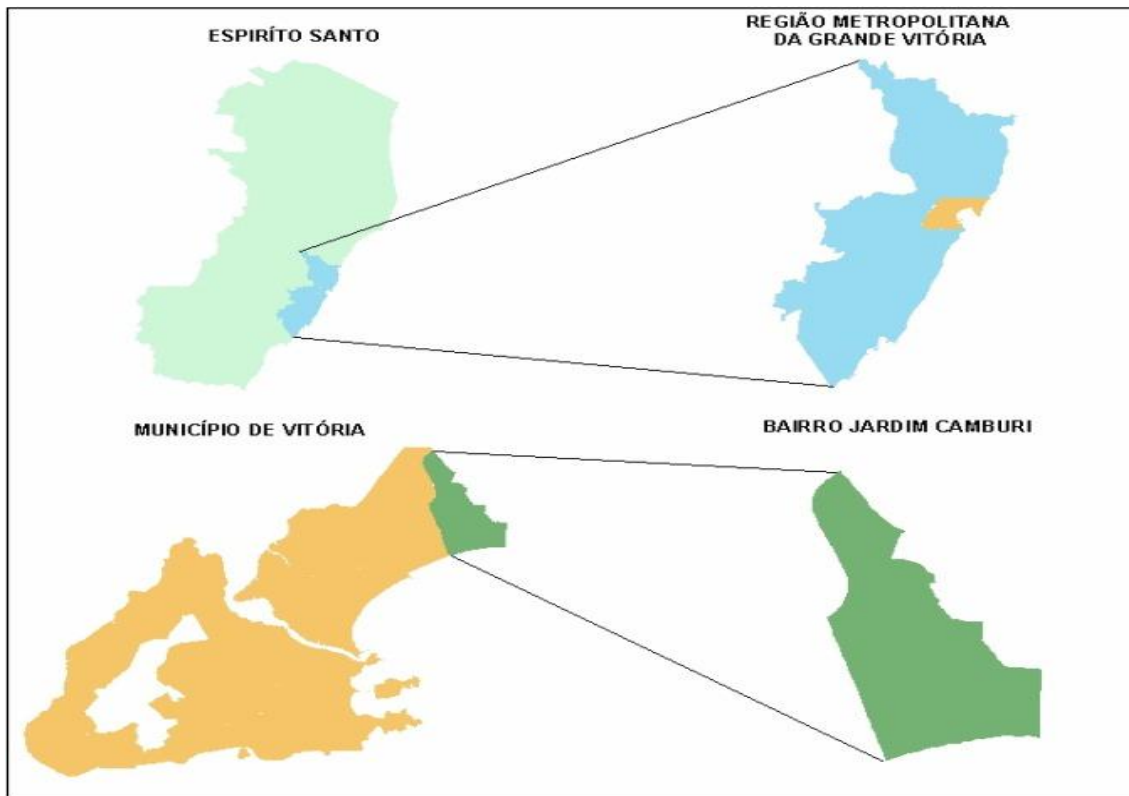 ESPIRÍTO SANTO
REGIÃO METROPOLITANA
DA GRANDE VITÓRIA
MUNICÍPIO DE VITÓRIA
BAIRRO JARDIM CAMBURI